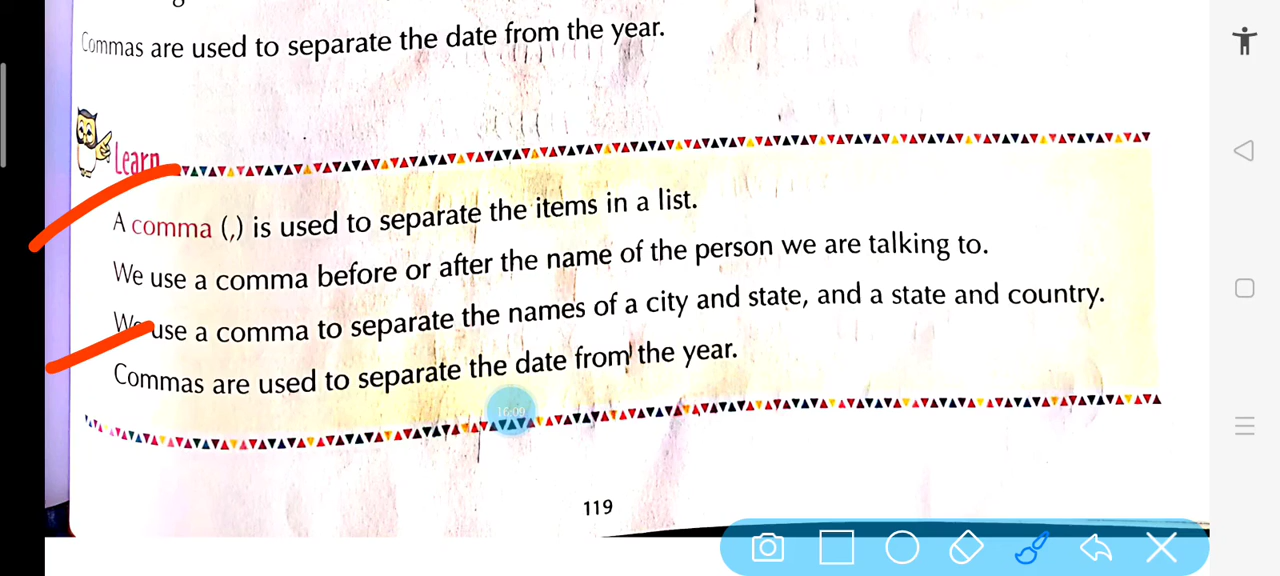 Commas are used to separate the date from the year.
Learn
A comma (,) is used to separate the items in a list.
We use a comma before or after the name of the person we are talking to.
We use a comma to separate the names of a city and state, and a state and country.
Commas are used to separate the date from the year.
16:09
119